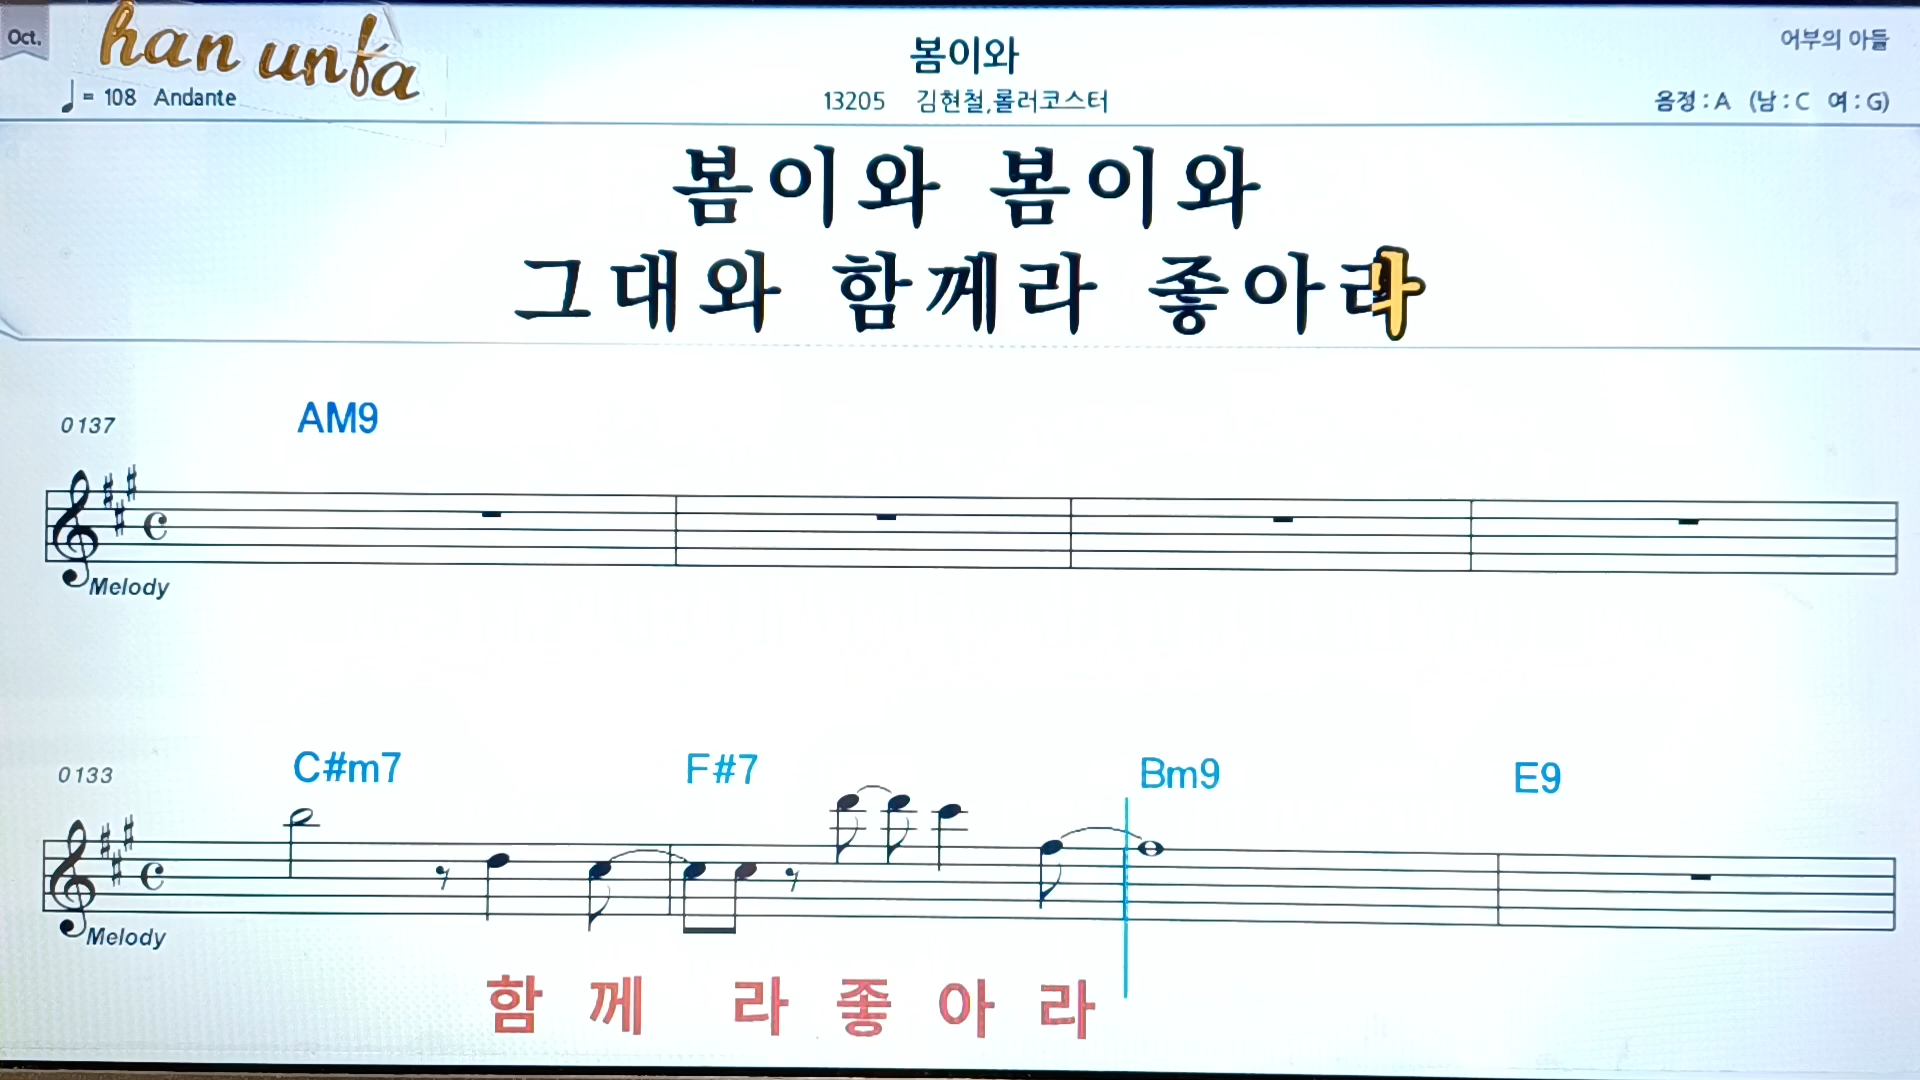 Oct.
han unfa
= 108 Andante
봄이와
13205 김현철,롤러코스터
어부의 아들
음정 : A (남 : C 여 : G)
봄이와 봄이와
그대와 함께라 좋아라
0137
AM9
Melody
0133
C#m7 F#7 Bm9 E9
Melody
함 께 라 좋 아 라